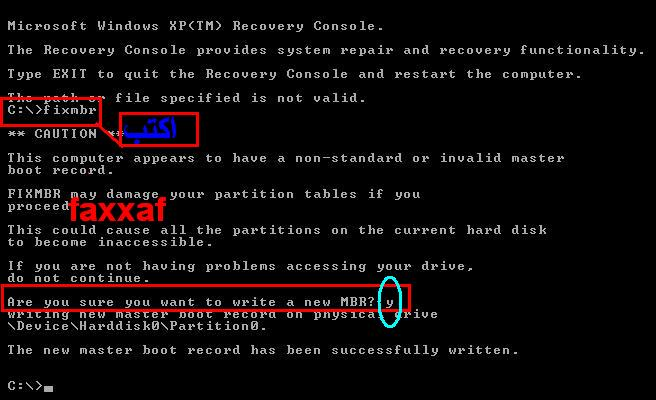 Microsoft Windows XP(TM) Recovery Console.
The Recovery Console provides system repair and recovery functionality.
Type EXIT to quit the Recovery Console and restart the computer.
The path or file specified is not valid.
C:\>fixmbr
اكتب
** CAUTION **
This computer appears to have a non-standard or invalid master
boot record.
FIXMBR may damage your partition tables if you
proceed
faxxaf
This could cause all the partitions on the current hard disk
to become inaccessible.
If you are not having problems accessing your drive,
do not continue.
Are you sure you want to write a new MBR? y
Writing new master boot record on physical drive
\Device\Harddisk0\Partition0.
The new master boot record has been successfully written.
C:\>